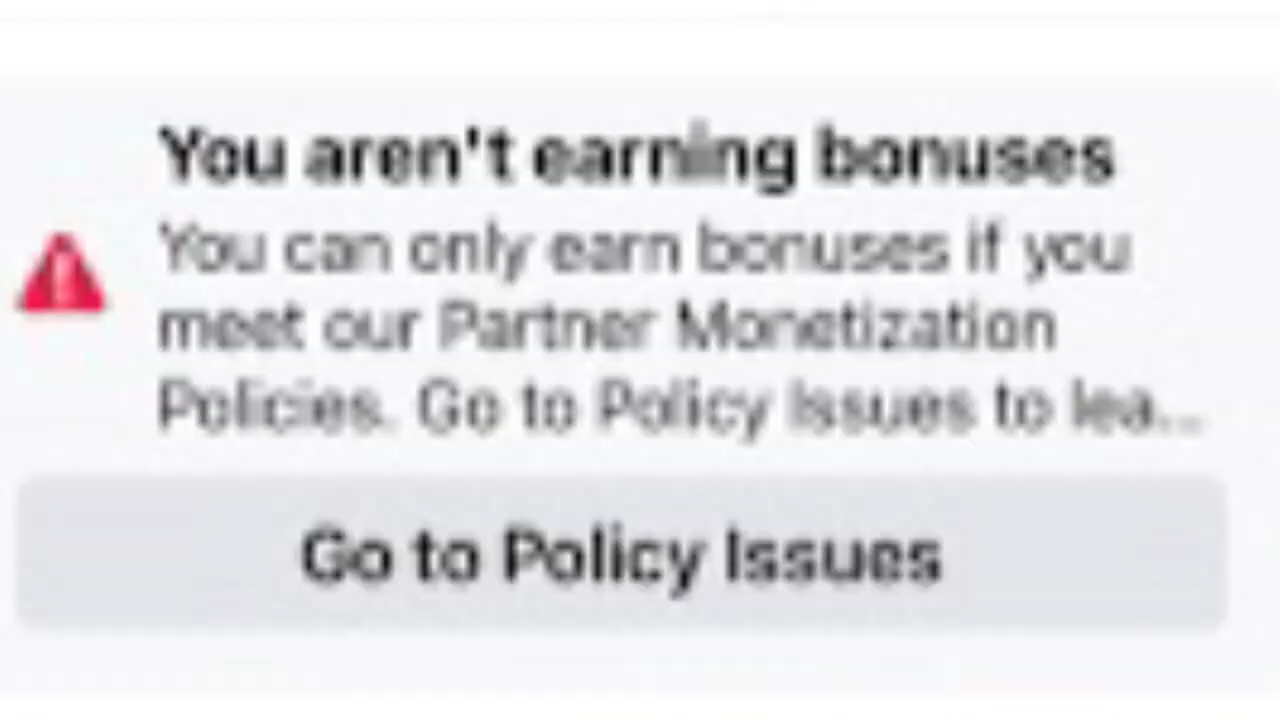 You aren't earning bonuses
You can only earn bonuses if you
meet our Partner Monetization
Policies. Go to Policy Issues to lea...
Go to Policy Issues